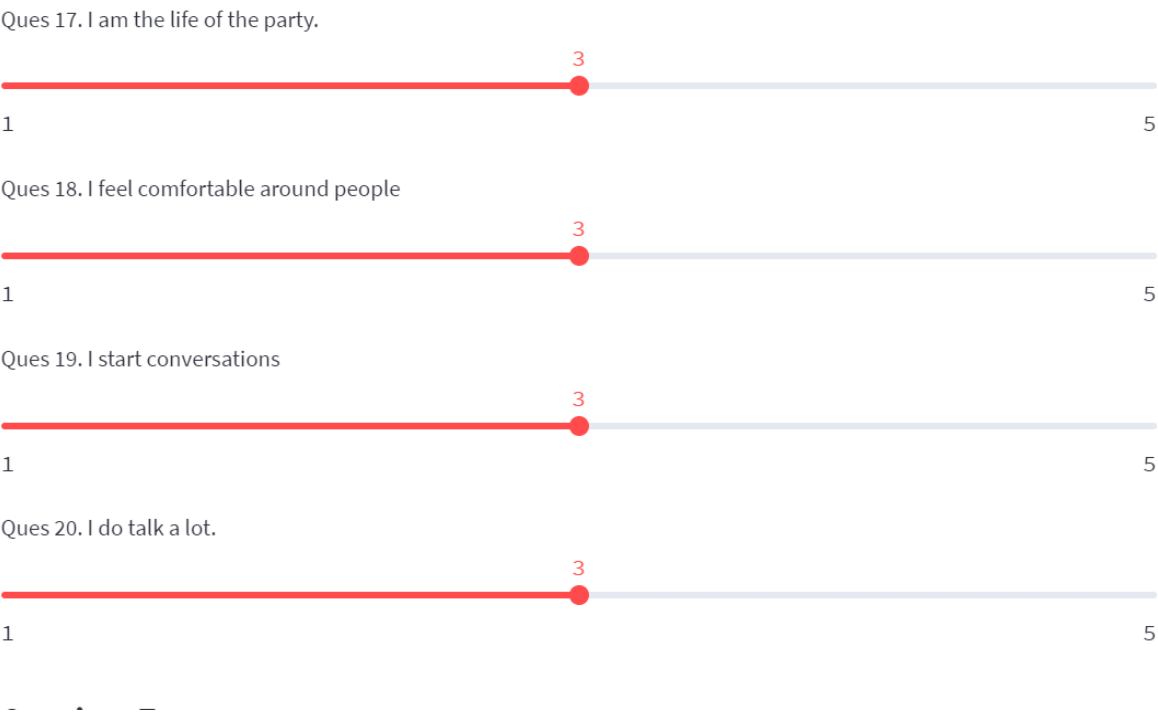 Ques 17. I am the life of the party.
3
1 5
Ques 18. I feel comfortable around people
3
1 5
Ques 19. I start conversations
3
1 5
Ques 20. I do talk a lot.
3
1 5